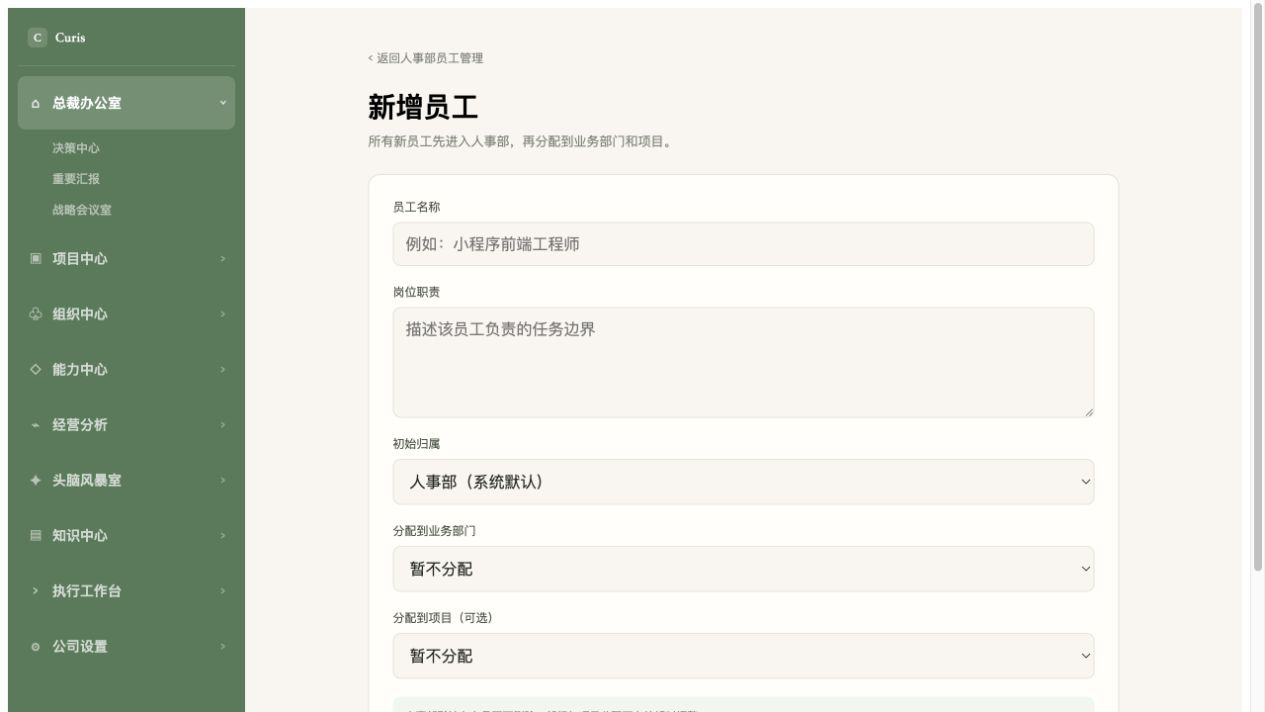 C Curis
总裁办公室
决策中心
重要汇报
战略会议室
项目中心
组织中心
能力中心
经营分析
头脑风暴室
知识中心
执行工作台
公司设置
‹ 返回人事部员工管理
新增员工
所有新员工先进入人事部，再分配到业务部门和项目。
员工名称
例如：小程序前端工程师
岗位职责
描述该员工负责的任务边界
初始归属
人事部（系统默认）
分配到业务部门
暂不分配
分配到项目（可选）
暂不分配